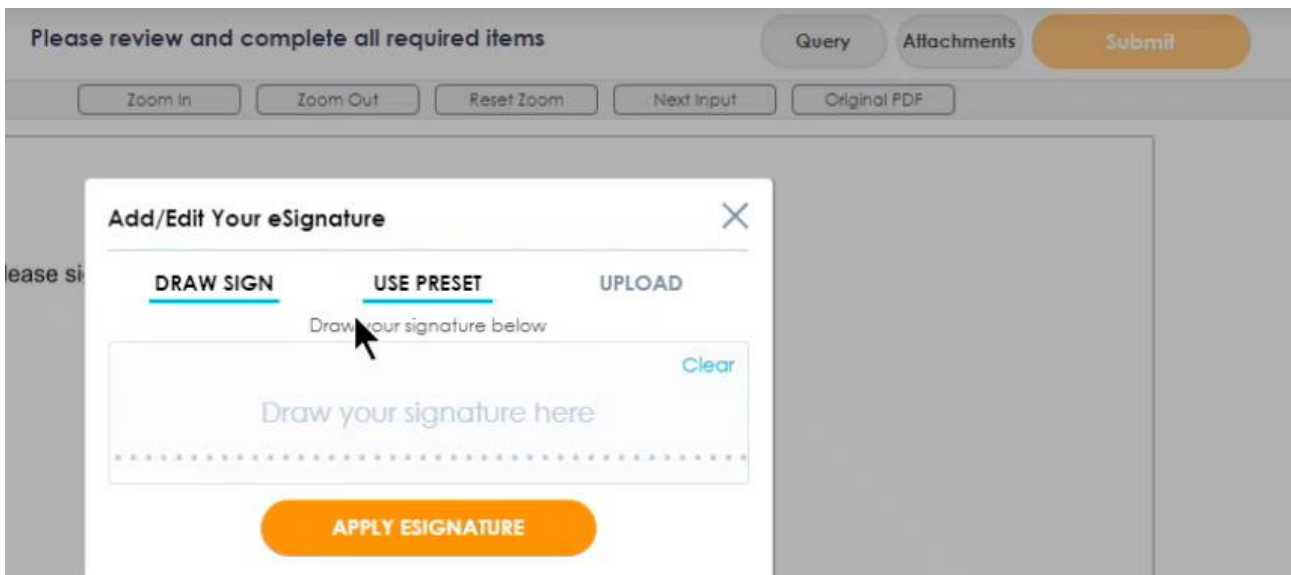 Please review and complete all required items Query Attachments Submit
Zoom In Zoom Out Reset Zoom Next Input Original PDF
Add/Edit Your eSignature
lease si
DRAW SIGN USE PRESET UPLOAD
Draw your signature below
Clear
Draw your signature here
APPLY ESIGNATURE